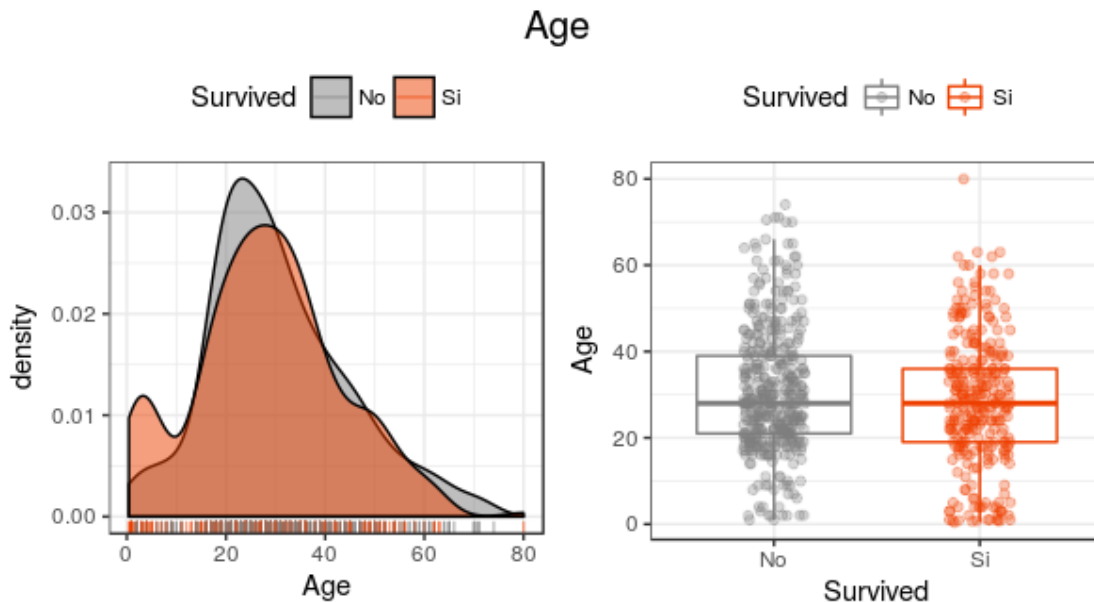 Age
Survived No Si
0.03
0.02
0.01
0.00
density
0 20 40 60 80
Age
Survived No Si
80
60
40
20
0
Age
No Si
Survived